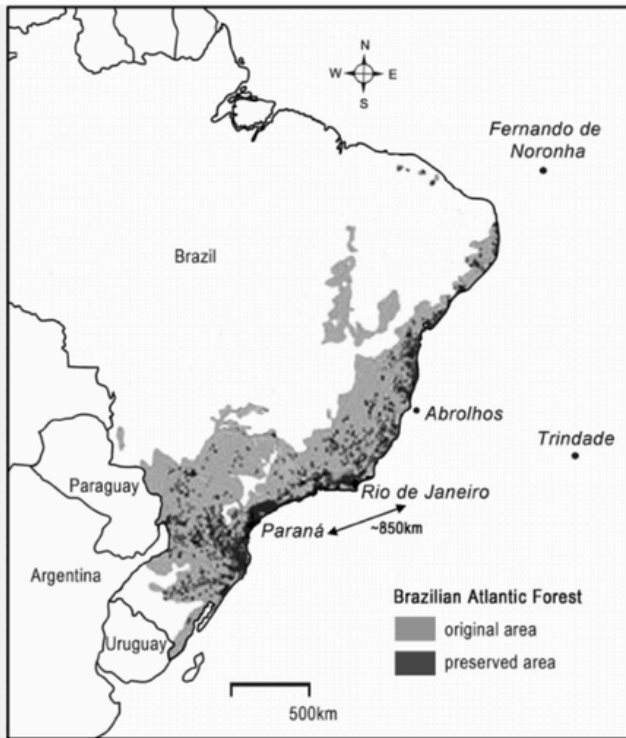 N
W E
S
Fernando de
Noronha
Brazil
Abrolhos
Trindade
Paraguay
Rio de Janeiro
Paraná
~850km
Argentina
Brazilian Atlantic Forest
original area
Uruguay
preserved area
500km